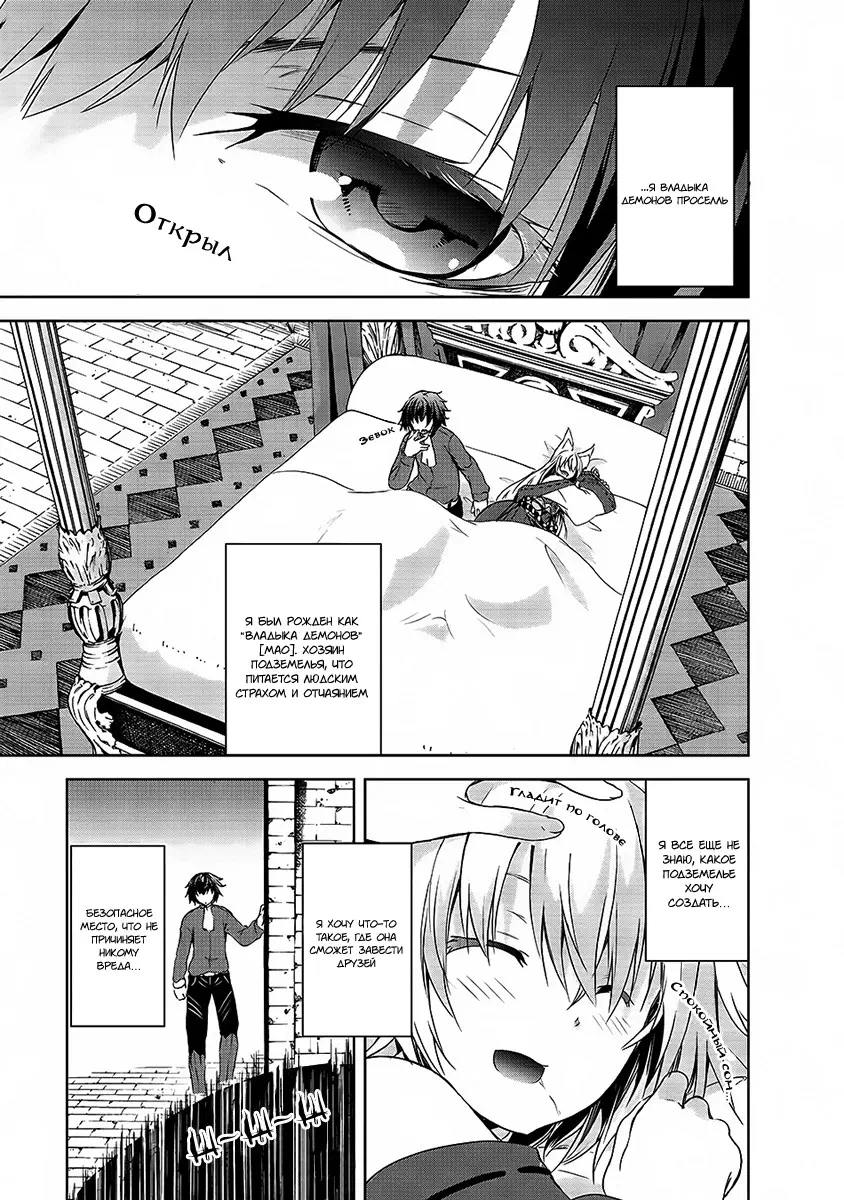 ...Я ВЛАДЫКА
ДЕМОНОВ ПРОСЕЛЛЬ
Открыл
Зевок
Я БЫЛ РОЖДЕН КАК
"ВЛАДЫКА ДЕМОНОВ"
[МАО]. ХОЗЯИН
ПОДЗЕМЕЛЬЯ, ЧТО
ПИТАЕТСЯ ЛЮДСКИМ
СТРАХОМ И ОТЧАЯНИЕМ
Гладит по голове
Я ВСЕ ЕЩЕ НЕ
ЗНАЮ, КАКОЕ
ПОДЗЕМЕЛЬЕ
ХОЧУ
СОЗДАТЬ...
Спокойный сон...
Я ХОЧУ ЧТО-ТО
ТАКОЕ, ГДЕ ОНА
СМОЖЕТ ЗАВЕСТИ
ДРУЗЕЙ
БЕЗОПАСНОЕ
МЕСТО, ЧТО НЕ
ПРИЧИНЯЕТ
НИКОМУ
ВРЕДА...
Ш~Ш~Ш